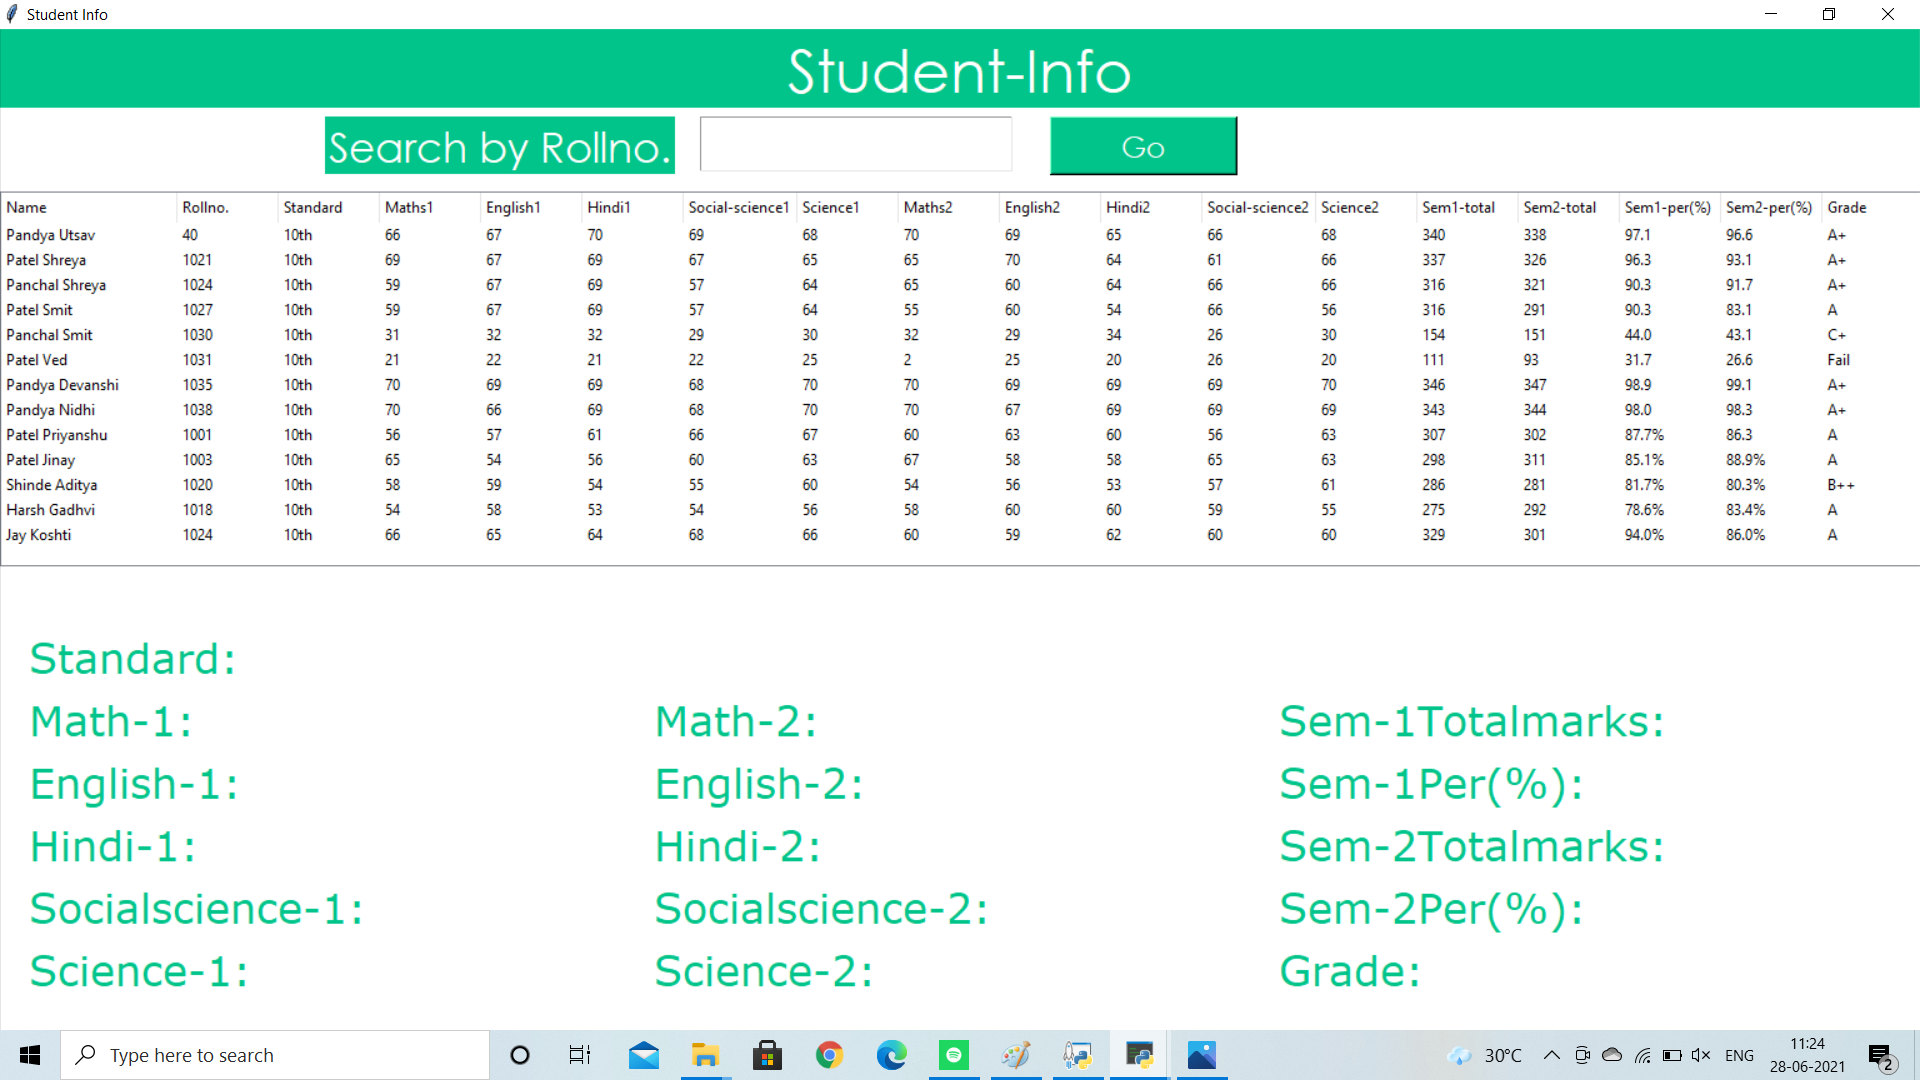 Student Info
Student-Info
Search by Rollno. Go
Name Rollno. Standard Maths1 English1 Hindi1 Social-science1 Science1 Maths2 English2 Hindi2 Social-science2 Science2 Sem1-total Sem2-total Sem1-per(%) Sem2-per(%) Grade
Pandya Utsav 40 10th 66 67 70 69 68 70 69 65 66 68 340 338 97.1 96.6 A+
Patel Shreya 1021 10th 69 67 69 67 65 65 70 64 61 66 337 326 96.3 93.1 A+
Panchal Shreya 1024 10th 59 67 69 57 64 65 60 64 66 66 316 321 90.3 91.7 A+
Patel Smit 1027 10th 59 67 69 57 64 55 60 54 66 56 316 291 90.3 83.1 A
Panchal Smit 1030 10th 31 32 32 29 30 32 29 34 26 30 154 151 44.0 43.1 C+
Patel Ved 1031 10th 21 22 21 22 25 2 25 20 26 20 111 93 31.7 26.6 Fail
Pandya Devanshi 1035 10th 70 69 69 68 70 70 69 69 69 70 346 347 98.9 99.1 A+
Pandya Nidhi 1038 10th 70 66 69 68 70 70 67 69 69 69 343 344 98.0 98.3 A+
Patel Priyanshu 1001 10th 56 57 61 66 67 60 63 60 56 63 307 302 87.7% 86.3 A
Patel Jinay 1003 10th 65 54 56 60 63 67 58 58 65 63 298 311 85.1% 88.9% A
Shinde Aditya 1020 10th 58 59 54 55 60 54 56 53 57 61 286 281 81.7% 80.3% B++
Harsh Gadhvi 1018 10th 54 58 53 54 56 58 60 60 59 55 275 292 78.6% 83.4% A
Jay Koshti 1024 10th 66 65 64 68 66 60 59 62 60 60 329 301 94.0% 86.0% A
Standard:
Math-1: Math-2: Sem-1Totalmarks:
English-1: English-2: Sem-1Per(%):
Hindi-1: Hindi-2: Sem-2Totalmarks:
Socialscience-1: Socialscience-2: Sem-2Per(%):
Science-1: Science-2: Grade:
Type here to search 30°C ENG 11:24
28-06-2021 2